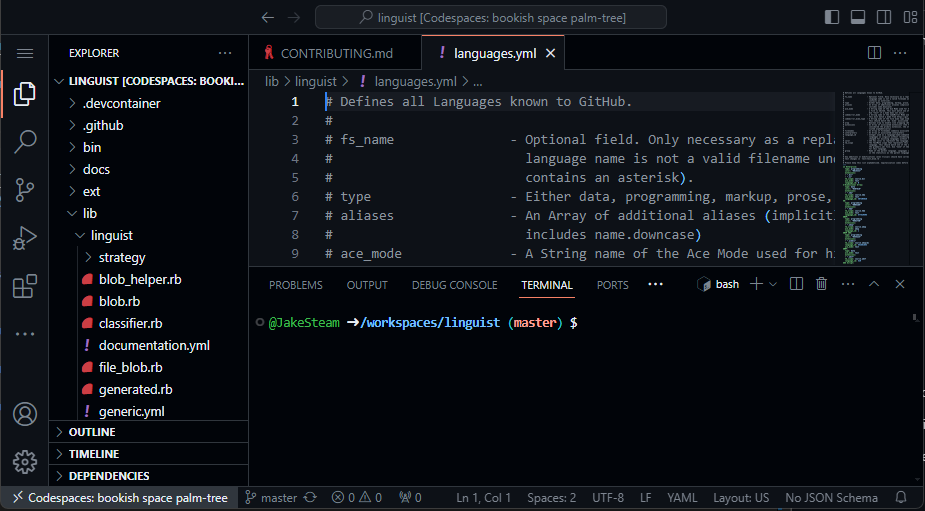 linguist [Codespaces: bookish space palm-tree]
EXPLORER
LINGUIST [CODESPACES: BOOKI...
.devcontainer
.github
bin
docs
ext
lib
linguist
strategy
blob_helper.rb
blob.rb
classifier.rb
documentation.yml
file_blob.rb
generated.rb
generic.yml
OUTLINE
TIMELINE
DEPENDENCIES
CONTRIBUTING.md
languages.yml
lib > linguist > ! languages.yml > ...
1 # Defines all Languages known to GitHub.
2 #
3 # fs_name - Optional field. Only necessary as a repla
4 # language name is not a valid filename und
5 # contains an asterisk).
6 # type - Either data, programming, markup, prose,
7 # aliases - An Array of additional aliases (implicitl
8 # includes name.downcase)
9 # ace_mode - A String name of the Ace Mode used for hi
PROBLEMS OUTPUT DEBUG CONSOLE TERMINAL PORTS ... bash
@JakeSteam ➜/workspaces/linguist (master) $
Codespaces: bookish space palm-tree master 0 0 0 Ln 1, Col 1 Spaces: 2 UTF-8 LF YAML Layout: US No JSON Schema